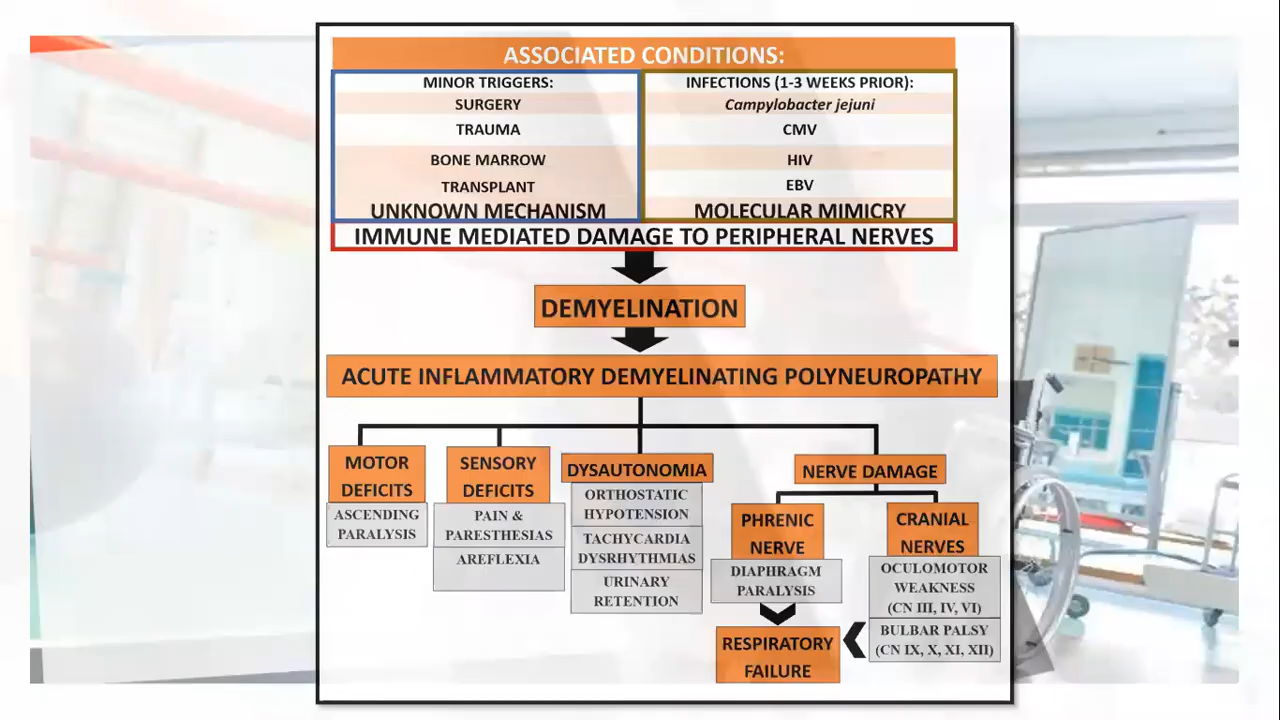 ASSOCIATED CONDITIONS:
MINOR TRIGGERS:
SURGERY
TRAUMA
BONE MARROW
TRANSPLANT
UNKNOWN MECHANISM
INFECTIONS (1-3 WEEKS PRIOR):
Campylobacter jejuni
CMV
HIV
EBV
MOLECULAR MIMICRY
IMMUNE MEDIATED DAMAGE TO PERIPHERAL NERVES
DEMYELINATION
ACUTE INFLAMMATORY DEMYELINATING POLYNEUROPATHY
MOTOR
DEFICITS
ASCENDING
PARALYSIS
SENSORY
DEFICITS
PAIN &
PARESTHESIAS
AREFLEXIA
DYSAUTONOMIA
ORTHOSTATIC
HYPOTENSION
TACHYCARDIA
DYSRHYTHMIAS
URINARY
RETENTION
NERVE DAMAGE
PHRENIC
NERVE
DIAPHRAGM
PARALYSIS
CRANIAL
NERVES
OCULOMOTOR
WEAKNESS
(CN III, IV, VI)
BULBAR PALSY
(CN IX, X, XI, XII)
RESPIRATORY
FAILURE